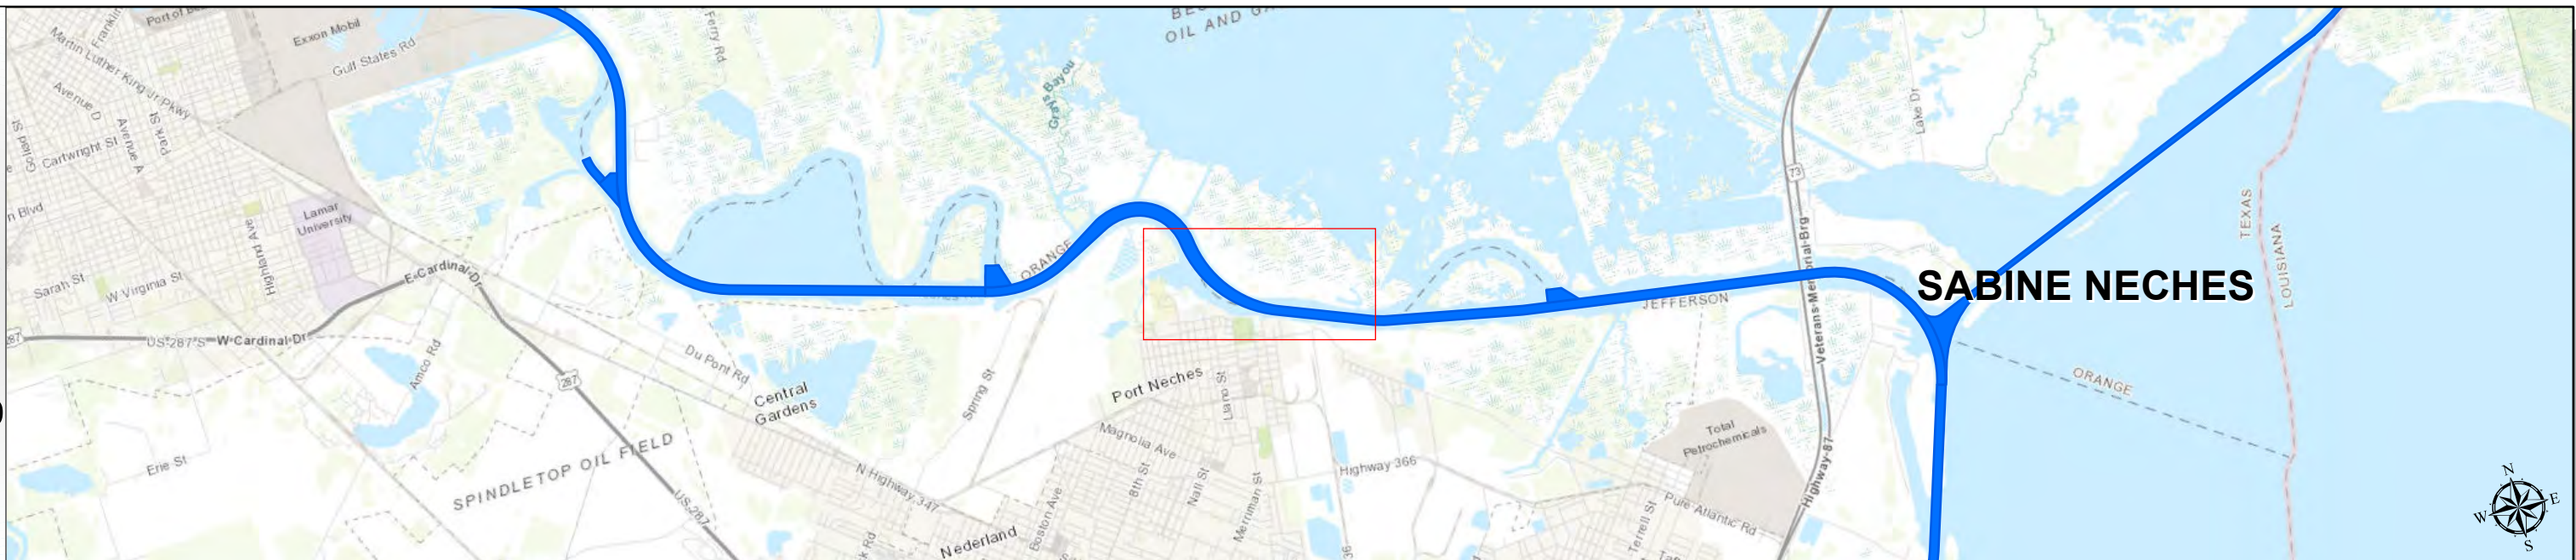 Port of
Franklin
Exxon Mobil
Gulf States Rd
Martin Luther King Jr Pkwy
Avenue D
Avenue A
Park St
Goliad St
Cartwright St
n Blvd
Highland Ave
Lamar
University
Sarah St
W Virginia St
E Cardinal Dr
US 287 S
W Cardinal Dr
87
287
Amco Rd
Erie St
SPINDLETOP OIL FIELD
US 287
Ferry Rd
Grays Bayou
OIL AND GA
ORANGE
Du Pont Rd
Central
Gardens
Spring St
Port Neches
Llano St
Magnolia Ave
8th St
Nall St
Merriman St
N Highway 347
Boston Ave
Nederland
k Rd
Highway 366
36
JEFFERSON
73
Veterans Memorial Brg
Lake Dr
Total
Petrochemicals
Highway 87
Pure Atlantic Rd
Terrell St
SABINE NECHES
TEXAS
LOUISIANA
ORANGE
N
W
E
S